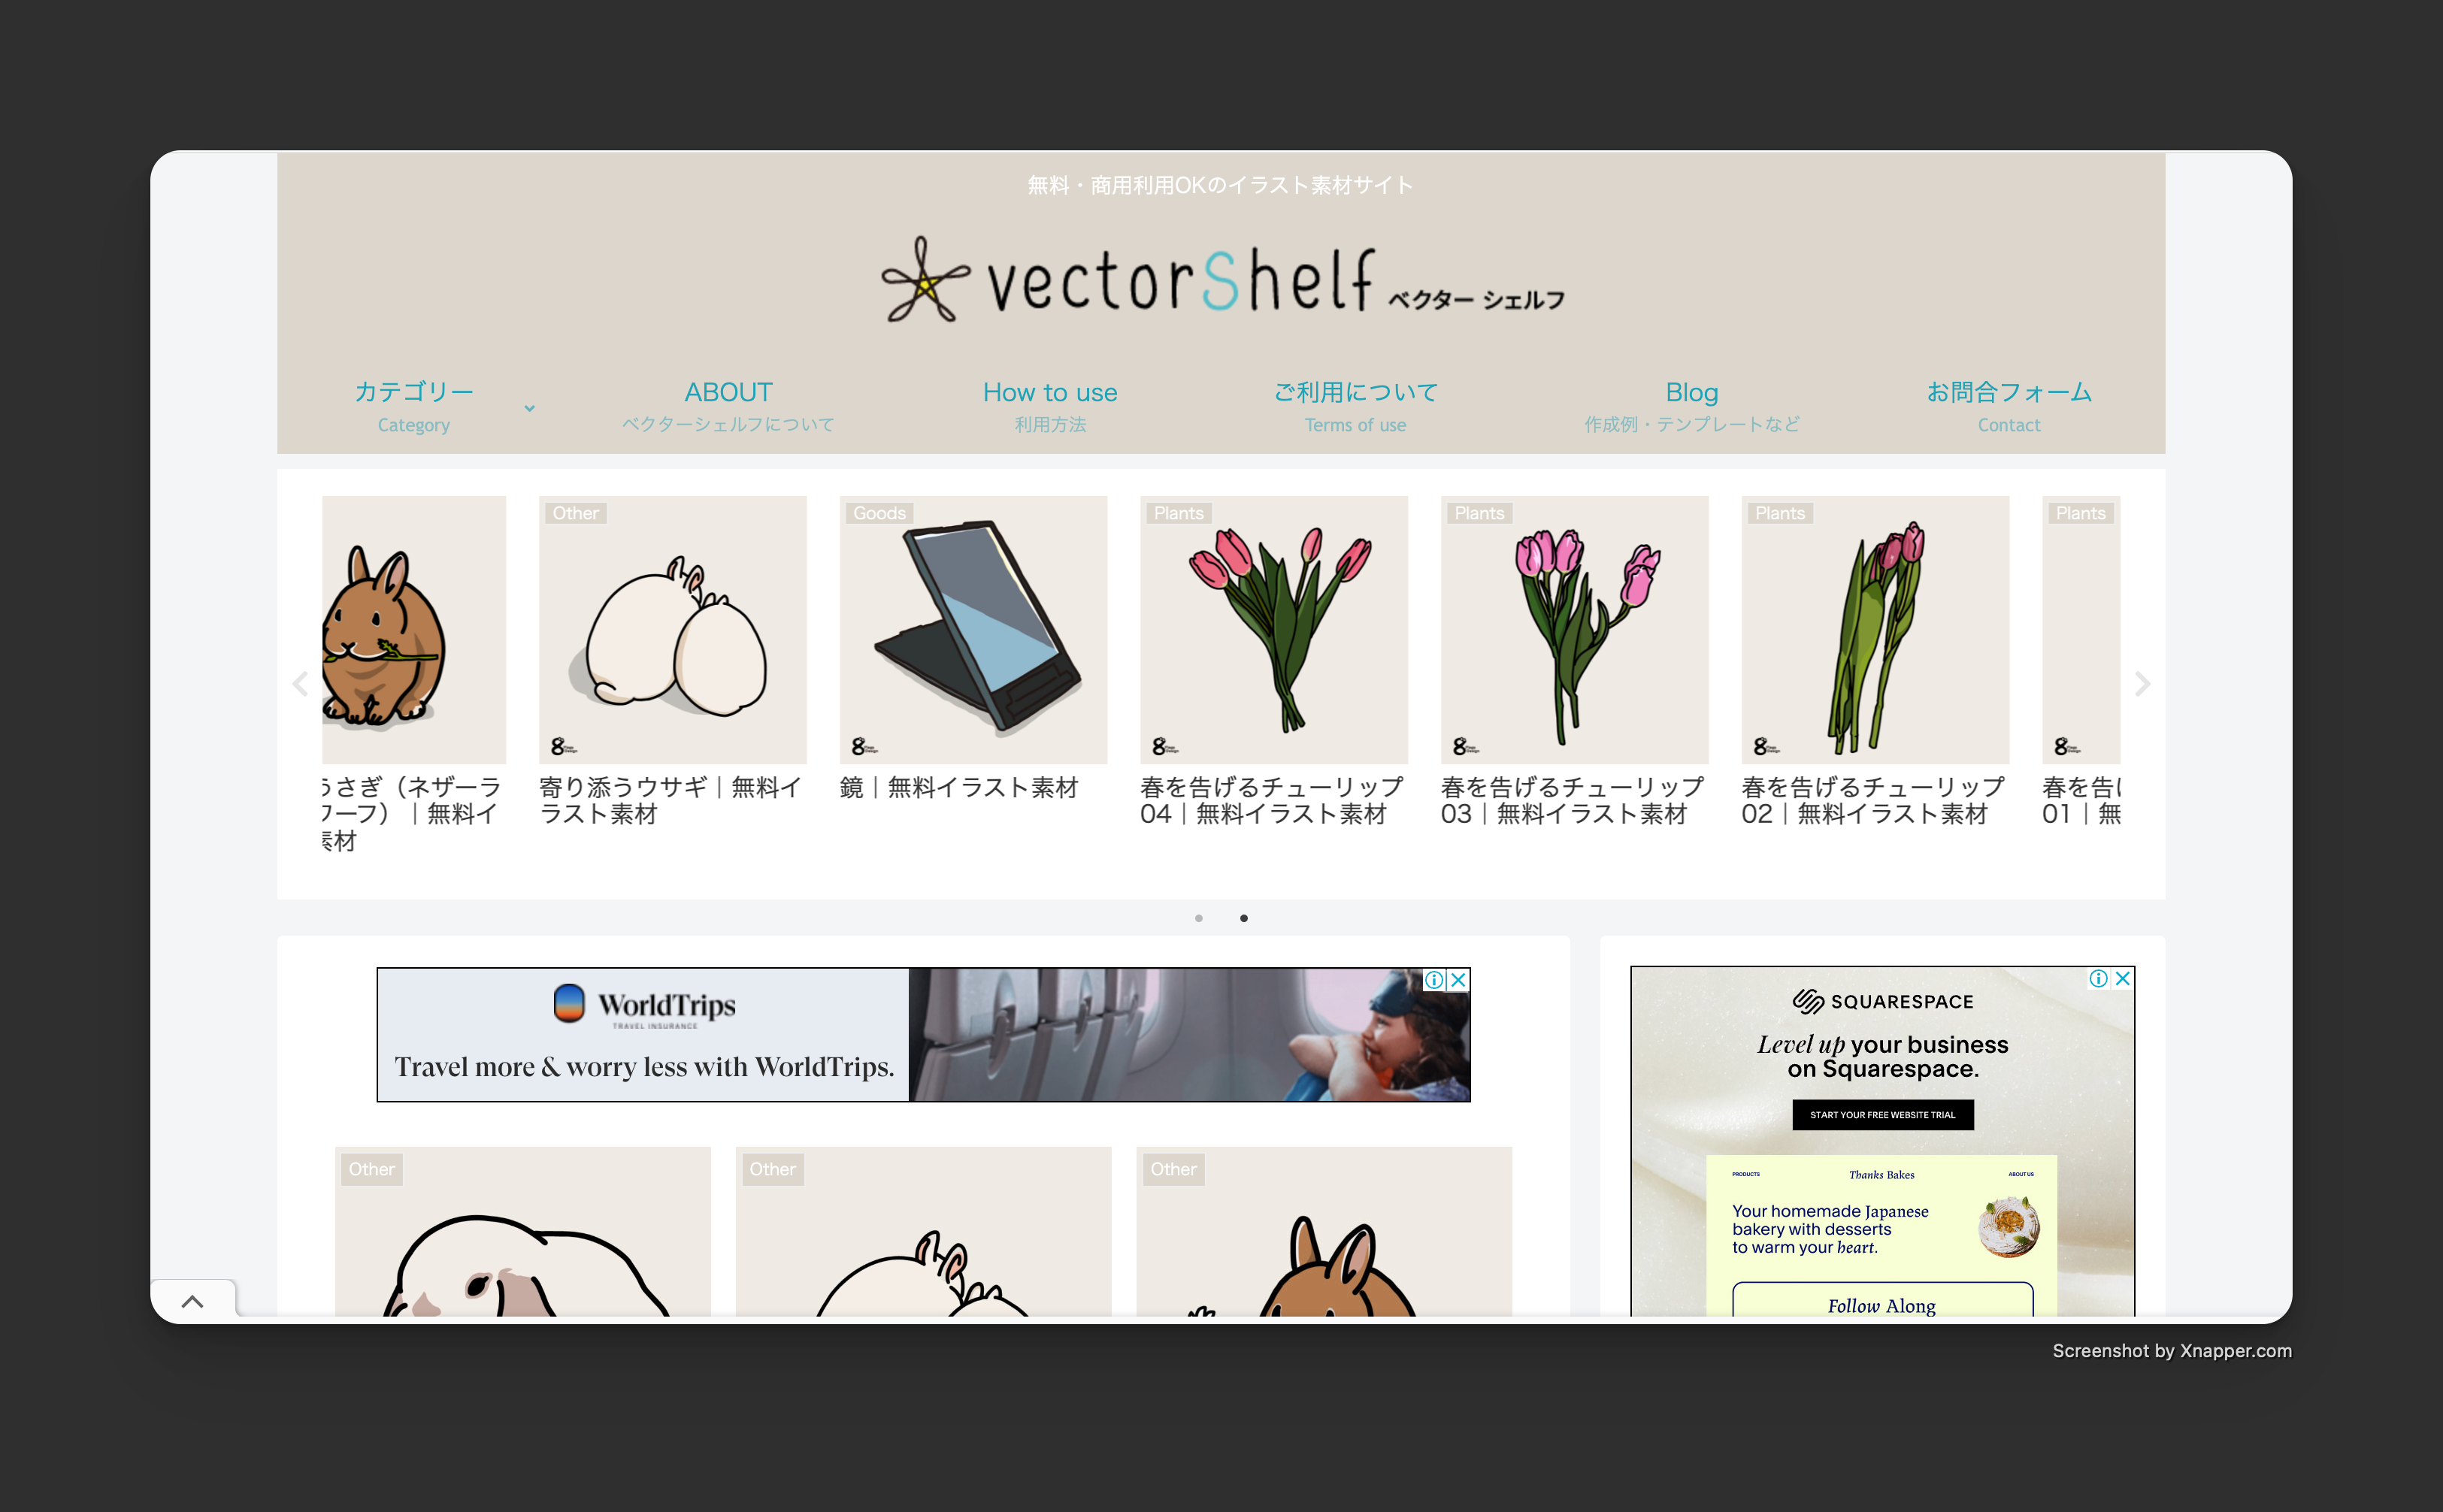 無料・商用利用OKのイラスト素材サイト
vectorShelf ベクター シェルフ
カテゴリー
Category
ABOUT
ベクターシェルフについて
How to use
利用方法
ご利用について
Terms of use
Blog
作成例・テンプレートなど
お問合フォーム
Contact
うさぎ（ネザーラ
ワーフ）｜無料イ
素材
Other
8
寄り添うウサギ｜無料イ
ラスト素材
Goods
8
鏡｜無料イラスト素材
Plants
8
春を告げるチューリップ
04｜無料イラスト素材
Plants
8
春を告げるチューリップ
03｜無料イラスト素材
Plants
8
春を告げるチューリップ
02｜無料イラスト素材
Plants
8
春を告げ
01｜無
WorldTrips
TRAVEL INSURANCE
Travel more & worry less with WorldTrips.
SQUARESPACE
Level up your business
on Squarespace.
START YOUR FREE WEBSITE TRIAL
PRODUCTS Thanks Bakes ABOUT US
Your homemade Japanese
bakery with desserts
to warm your heart.
Follow Along
Other
Other
Other
Screenshot by Xnapper.com